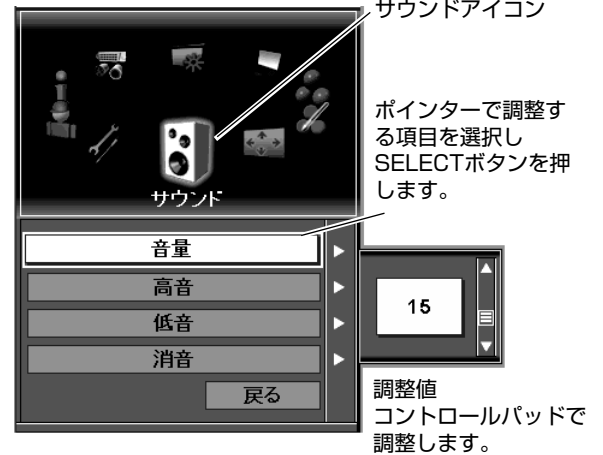 サウンドアイコン
ポインターで調整す
る項目を選択し
SELECTボタンを押
します。
サウンド
音量
高音
低音
消音
戻る
15
調整値
コントロールパッドで
調整します。